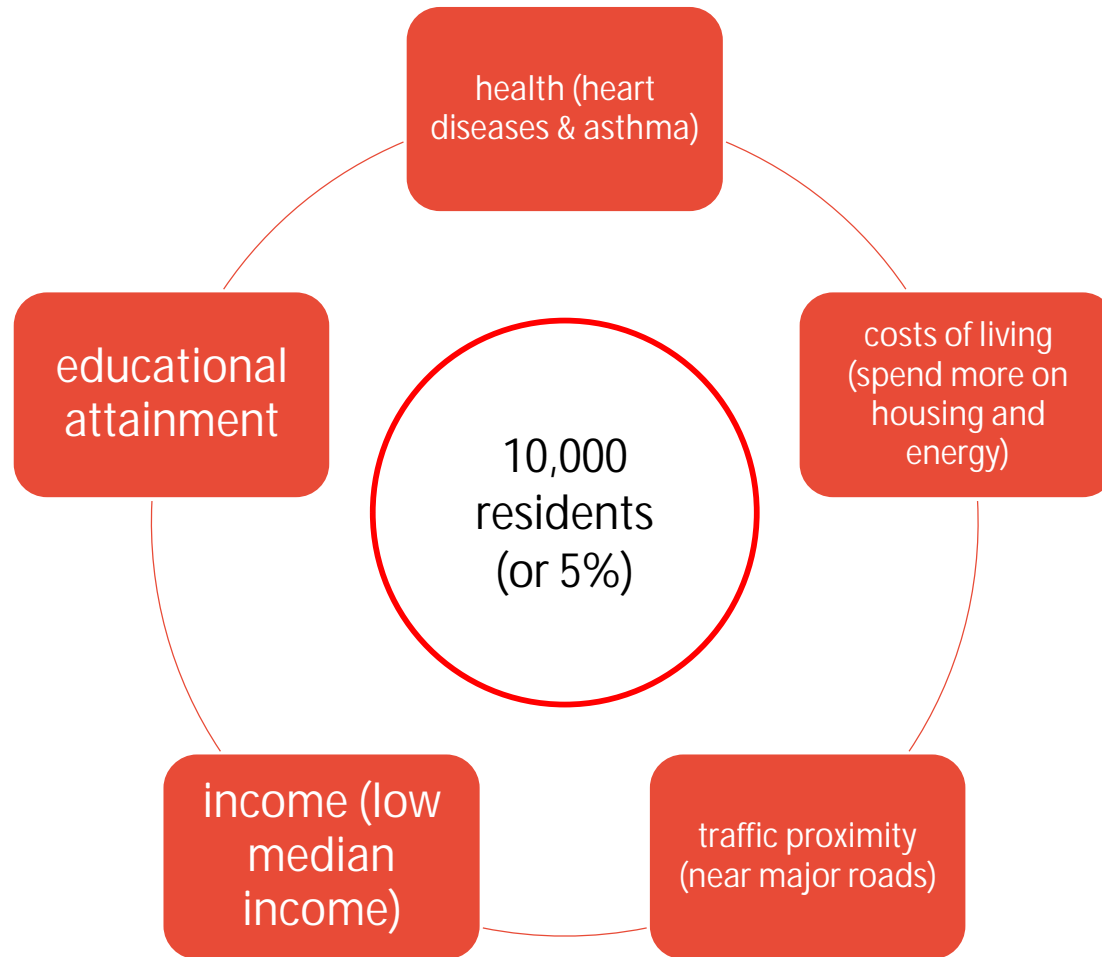 health (heart
diseases & asthma)
costs of living
(spend more on
housing and
energy)
traffic proximity
(near major roads)
income (low
median
income)
educational
attainment
10,000
residents
(or 5%)